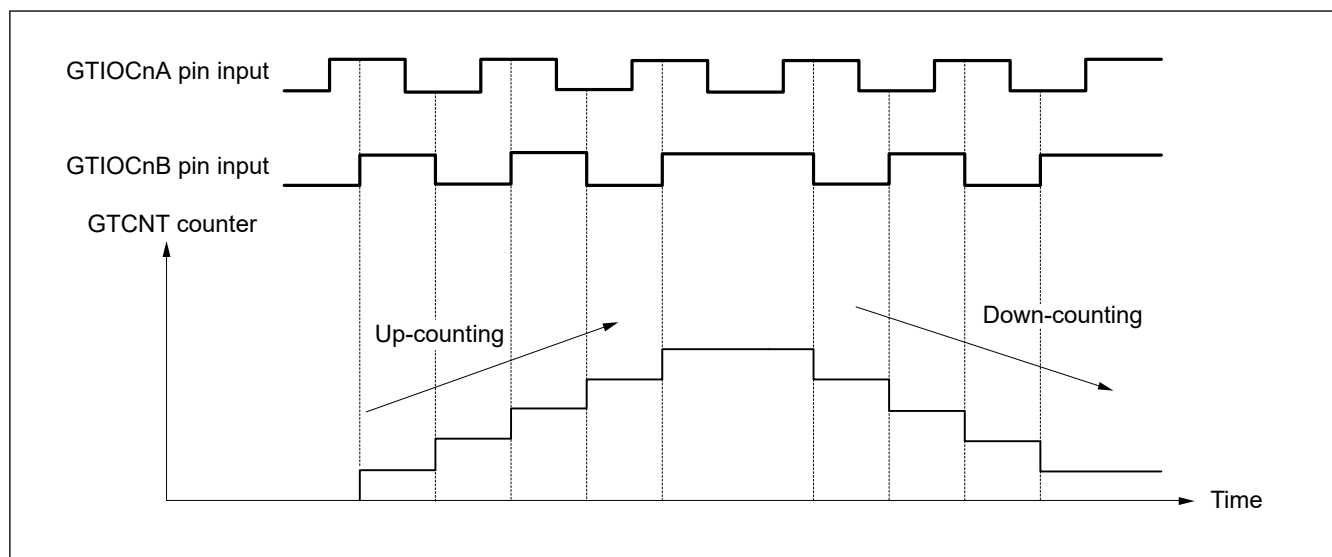 GTIOCnA pin input
GTIOCnB pin input
GTCNT counter
Up-counting
Down-counting
Time